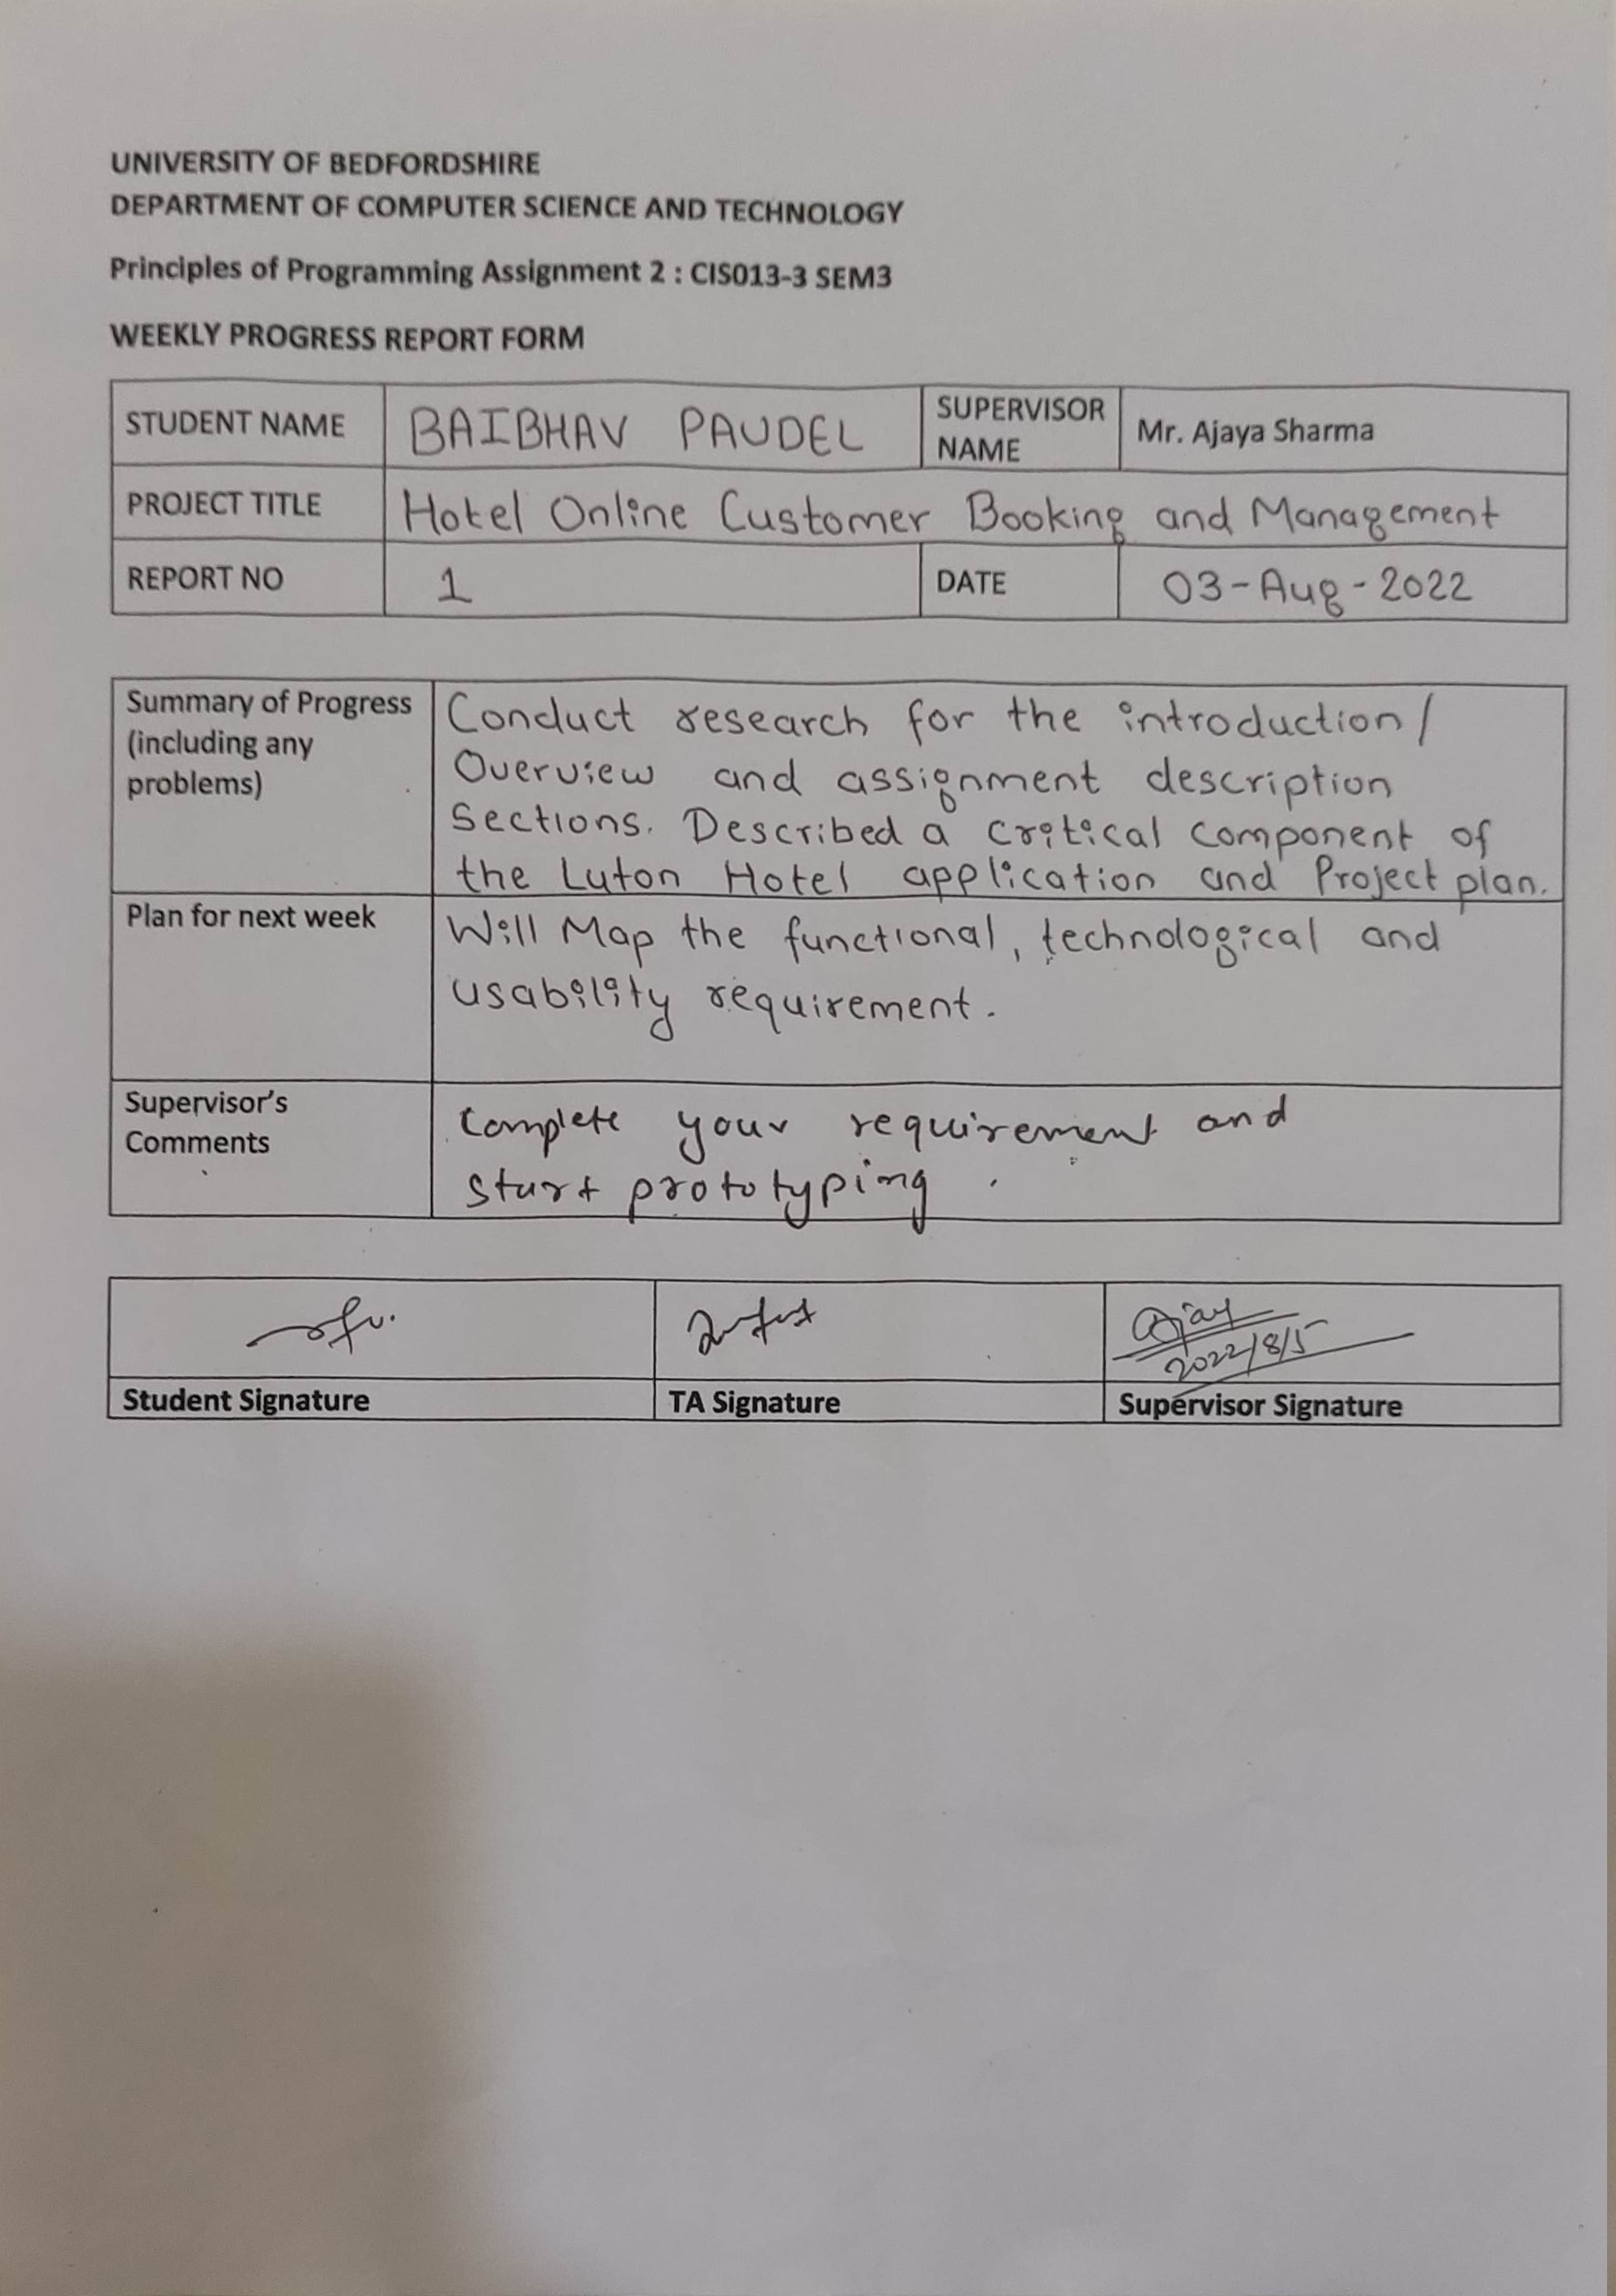 UNIVERSITY OF BEDFORDSHIRE
DEPARTMENT OF COMPUTER SCIENCE AND TECHNOLOGY
Principles of Programming Assignment 2 : CIS013-3 SEM3
WEEKLY PROGRESS REPORT FORM
STUDENT NAME
BAIBHAV PAUDEL
SUPERVISOR
NAME
Mr. Ajaya Sharma
PROJECT TITLE
Hotel Online Customer Booking and Management
REPORT NO
1
DATE
03-Aug-2022
Summary of Progress
(including any
problems)
Conduct research for the introduction/
Overview and assignment description
Sections. Described a critical component of
the Luton Hotel application and Project plan.
Plan for next week
Will Map the functional, technological and
usability requirement.
Supervisor's
Comments
Complete your requirement and
start prototyping.
Ajay
2022/8/5
Student Signature
TA Signature
Supervisor Signature